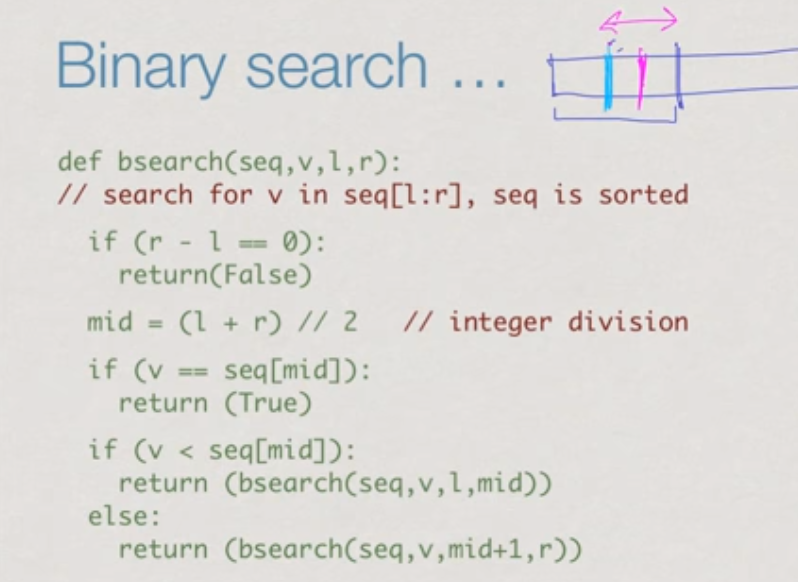 Binary search ...
def bsearch(seq,v,l,r):
// search for v in seq[l:r], seq is sorted
if (r - l == 0):
return(False)
mid = (l + r) // 2   // integer division
if (v == seq[mid]):
return (True)
if (v < seq[mid]):
return (bsearch(seq,v,l,mid))
else:
return (bsearch(seq,v,mid+1,r))